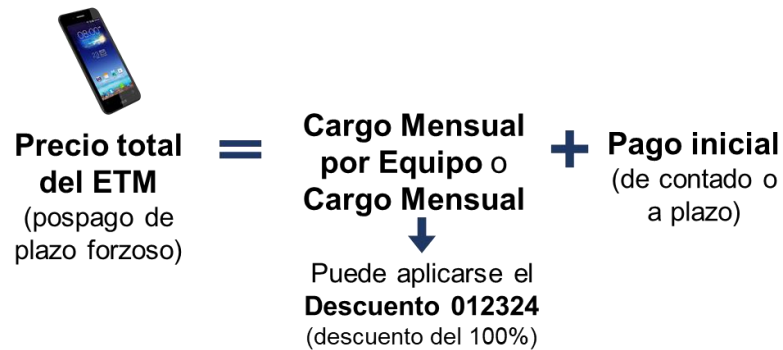 Precio total
del ETM
(pospago de
plazo forzoso)
=
Cargo Mensual
por Equipo o
Cargo Mensual
+
Pago inicial
(de contado o
a plazo)
Puede aplicarse el
Descuento 012324
(descuento del 100%)